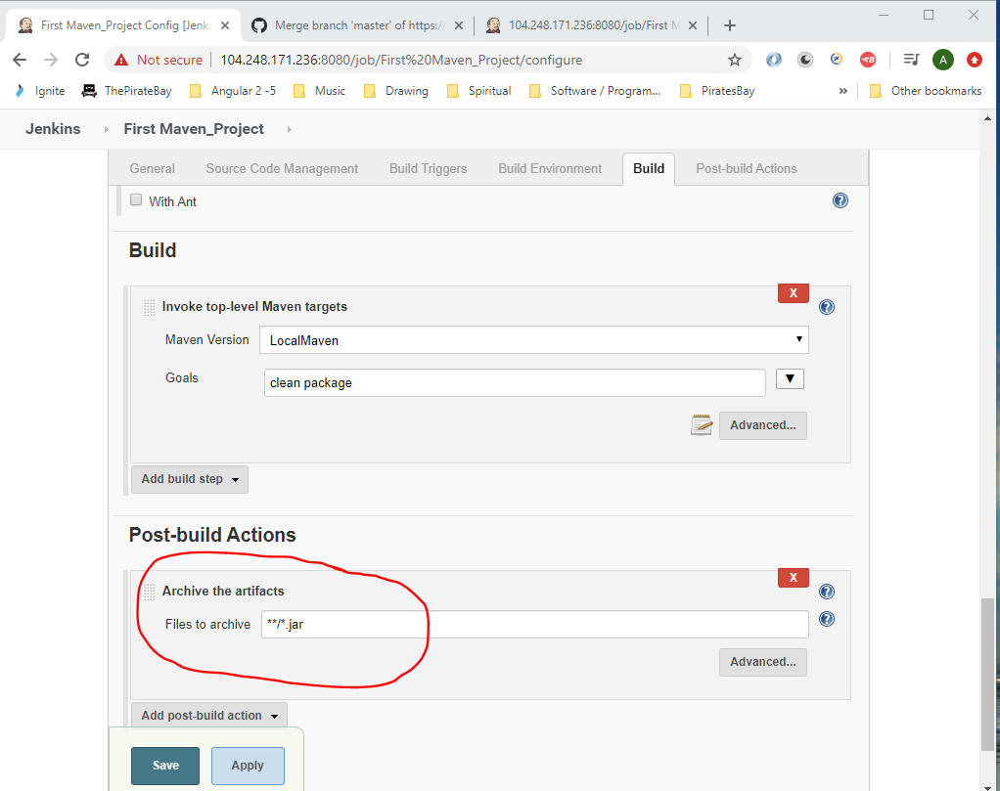 First Maven_Project Config [Jenki
Merge branch 'master' of https://
104.248.171.236:8080/job/First M
Not secure
104.248.171.236:8080/job/First%20Maven_Project/configure
A
Ignite
ThePirateBay
Angular 2 -5
Music
Drawing
Spiritual
Software / Program...
PiratesBay
»
Other bookmarks
Jenkins
First Maven_Project
General
Source Code Management
Build Triggers
Build Environment
Build
Post-build Actions
With Ant
?
Build
X
Invoke top-level Maven targets
?
Maven Version
LocalMaven
Goals
clean package
Advanced...
Add build step
Post-build Actions
X
Archive the artifacts
?
Files to archive
**/*.jar
?
Advanced...
Add post-build action
Save
Apply